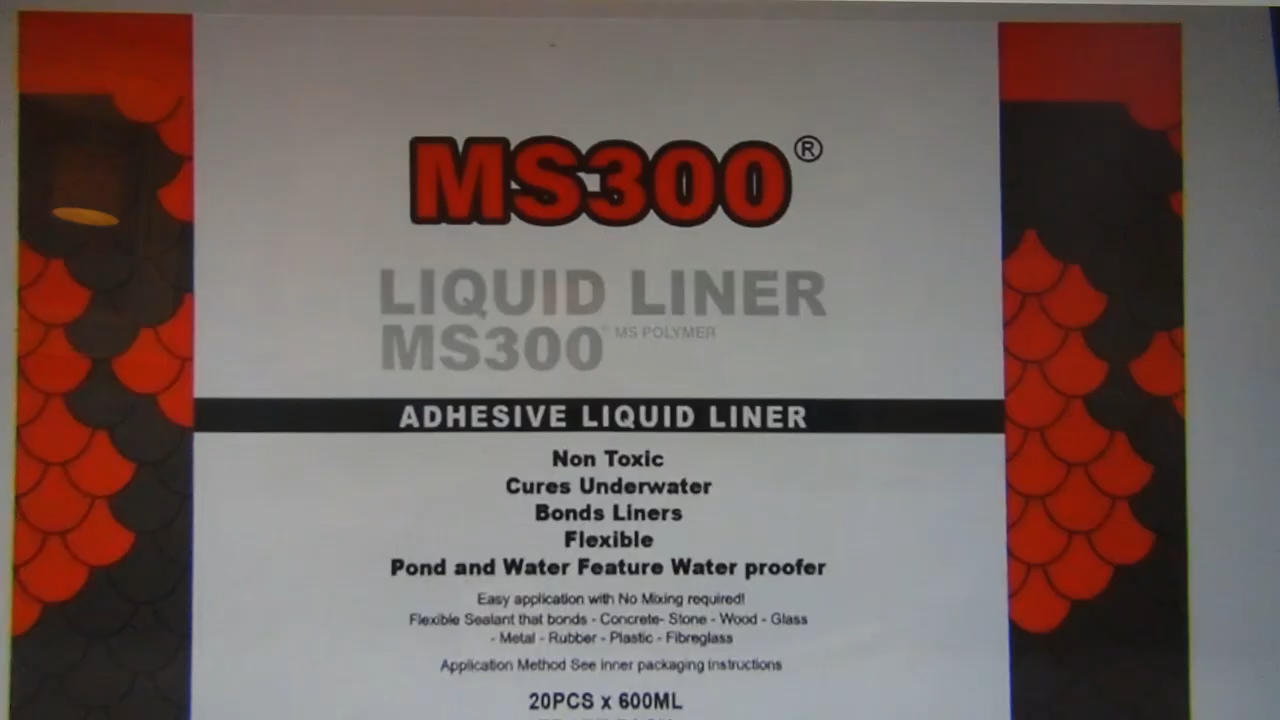 MS300®
LIQUID LINER
MS300® MS POLYMER
ADHESIVE LIQUID LINER
Non Toxic
Cures Underwater
Bonds Liners
Flexible
Pond and Water Feature Water proofer
Easy application with No Mixing required!
Flexible Sealant that bonds - Concrete- Stone - Wood - Glass
- Metal - Rubber - Plastic - Fibreglass
Application Method See inner packaging instructions
20PCS x 600ML